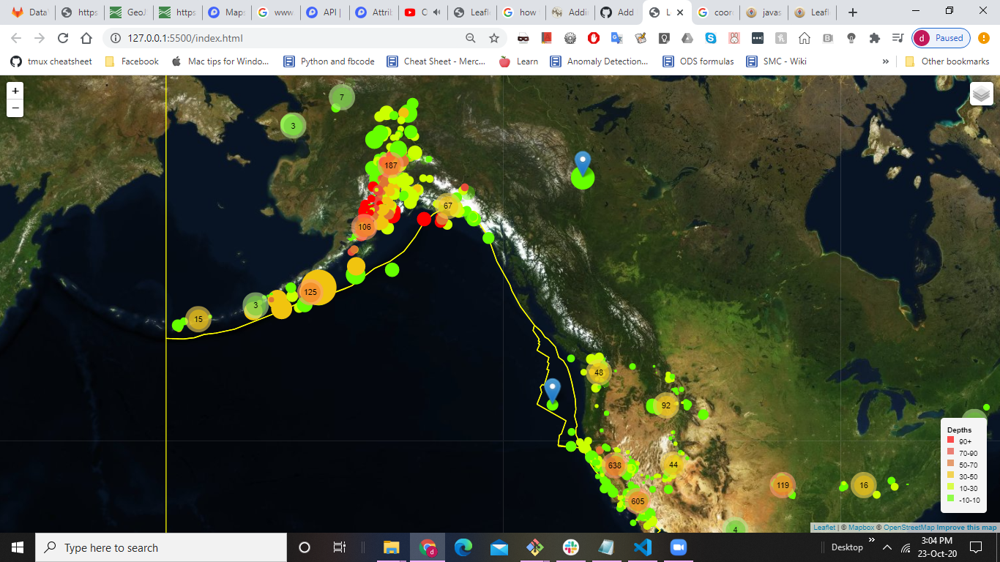 Data
https
GeoJ
https
Maps
www.
API |
Attrib
C
Leafle
how
Addi
Add
Le
coor
javas
Leafl
127.0.0.1:5500/index.html
d Paused
tmux cheatsheet Facebook Mac tips for Windo... Python and fbcode Cheat Sheet - Merc... Learn Anomaly Detection... ODS formulas SMC - Wiki » Other bookmarks
+
−
7
3
187
67
106
125
3
15
48
92
638
44
119
16
605
4
Depths
90+
70-90
50-70
30-50
10-30
-10-10
Leaflet | © Mapbox © OpenStreetMap Improve this map
Type here to search
Desktop »
3:04 PM
23-Oct-20